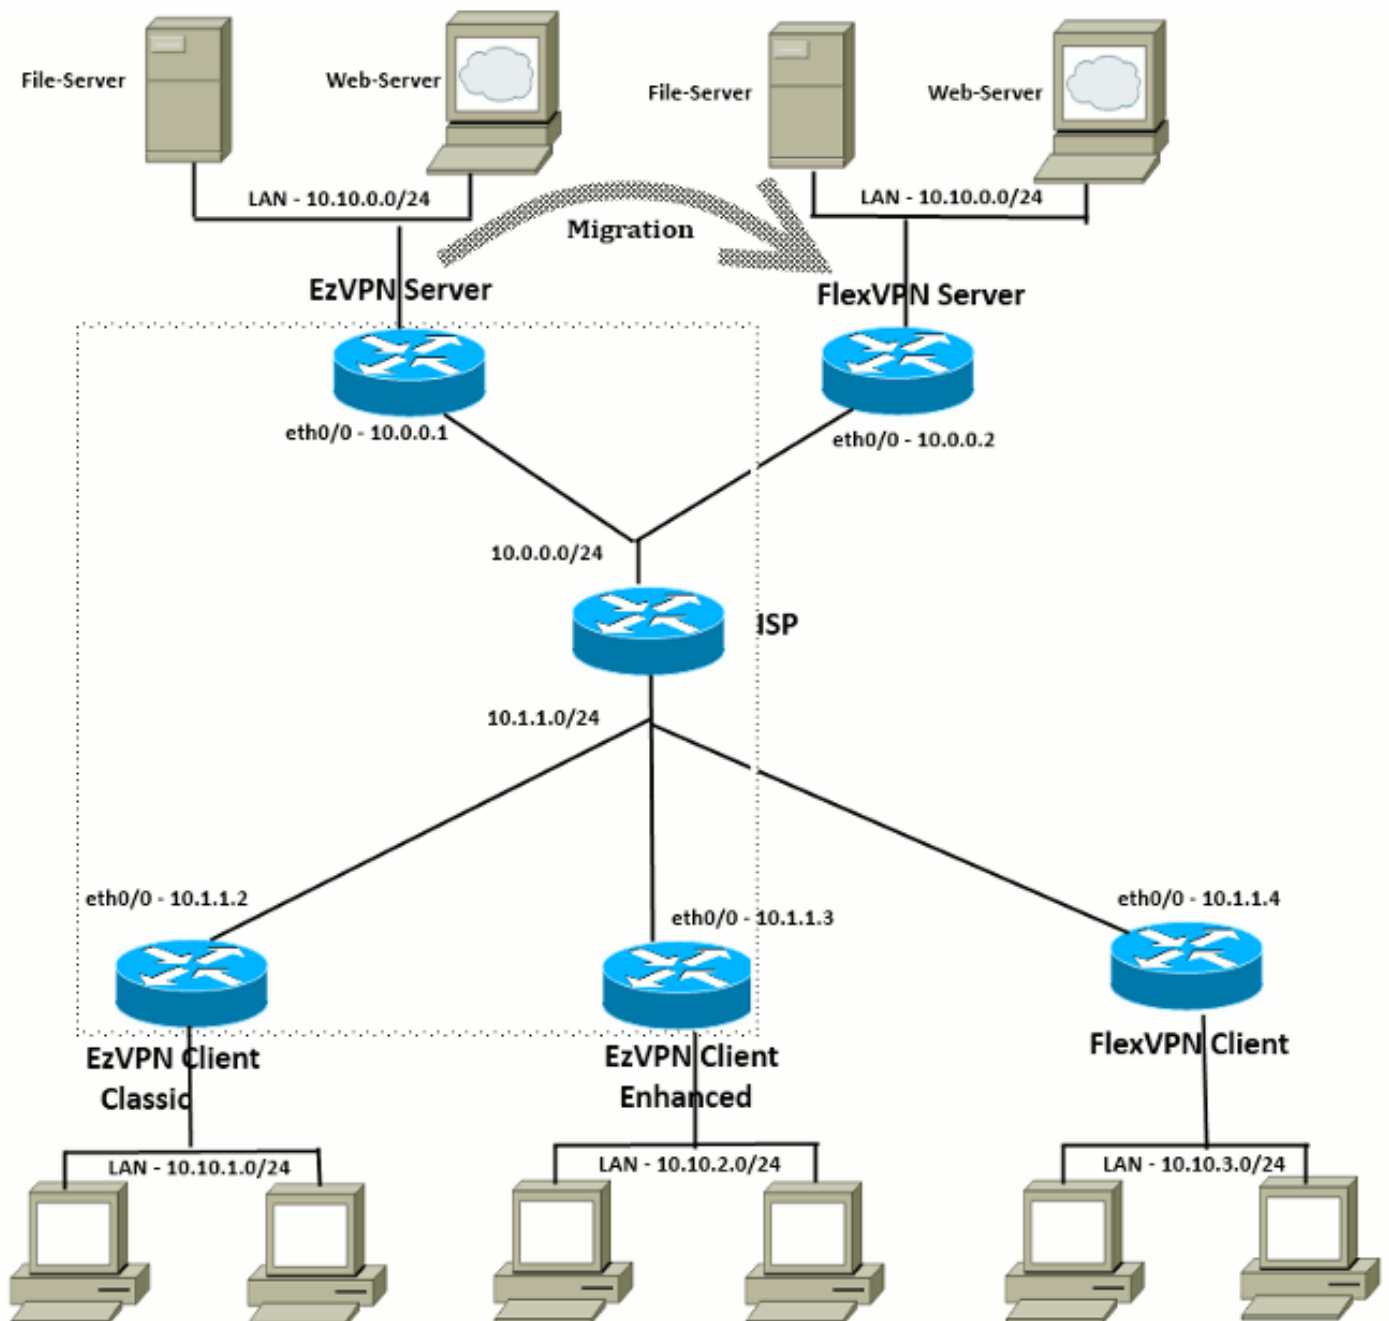 File-Server
Web-Server
File-Server
Web-Server
LAN - 10.10.0.0/24
LAN - 10.10.0.0/24
Migration
EzVPN Server
FlexVPN Server
eth0/0 - 10.0.0.1
eth0/0 - 10.0.0.2
10.0.0.0/24
ISP
10.1.1.0/24
eth0/0 - 10.1.1.2
eth0/0 - 10.1.1.3
eth0/0 - 10.1.1.4
EzVPN Client
Classic
EzVPN Client
Enhanced
FlexVPN Client
LAN - 10.10.1.0/24
LAN - 10.10.2.0/24
LAN - 10.10.3.0/24